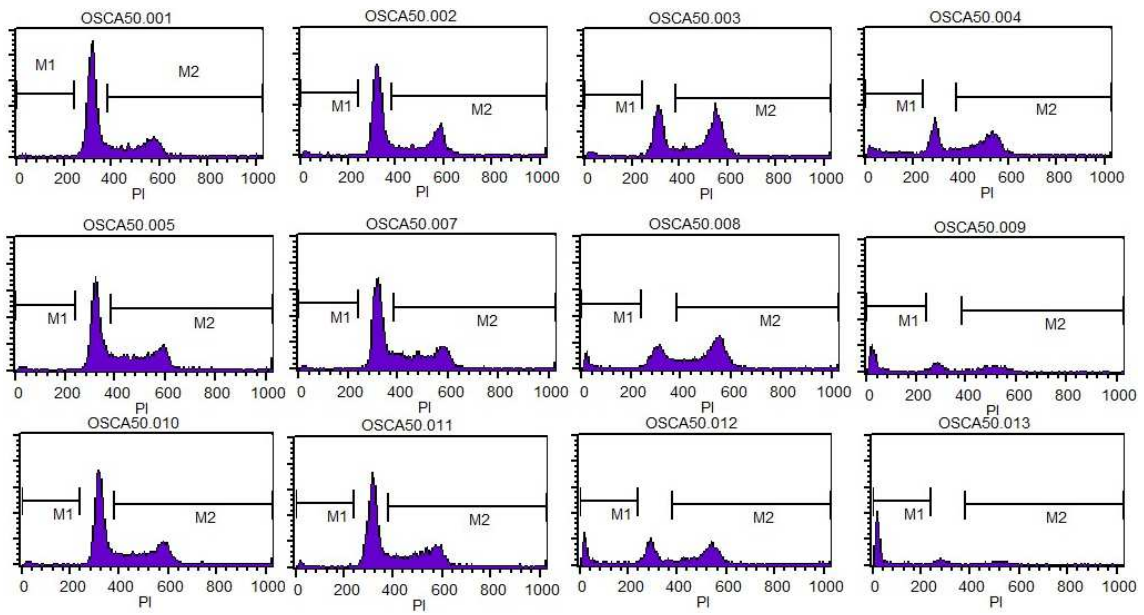 OSCA50.001 OSCA50.002 OSCA50.003 OSCA50.004
M1 M2 M1 M2 M1 M2 M1 M2
0 200 400 600 800 1000 0 200 400 600 800 1000 0 200 400 600 800 1000 0 200 400 600 800 1000
PI PI PI PI
OSCA50.005 OSCA50.007 OSCA50.008 OSCA50.009
M1 M2 M1 M2 M1 M2 M1 M2
0 200 400 600 800 1000 0 200 400 600 800 1000 0 200 400 600 800 1000 0 200 400 600 800 1000
PI PI PI PI
OSCA50.010 OSCA50.011 OSCA50.012 OSCA50.013
M1 M2 M1 M2 M1 M2 M1 M2
0 200 400 600 800 1000 0 200 400 600 800 1000 0 200 400 600 800 1000 0 200 400 600 800 1000
PI PI PI PI